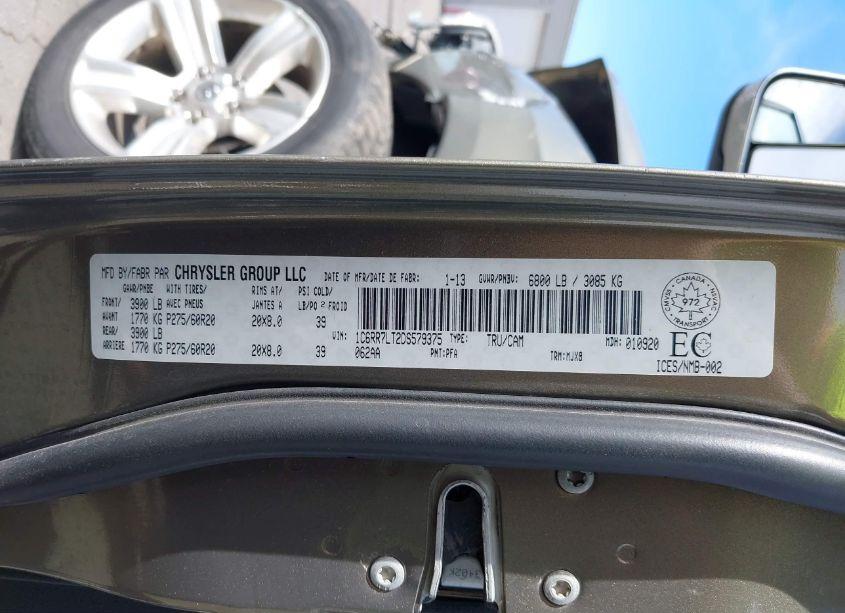 MFD BY/FABR PAR CHRYSLER GROUP LLC DATE OF MFR/DATE DE FABR: 1-13 GVWR/PNBV: 6800 LB / 3085 KG
GAWR/PNBE WITH TIRES/ RIMS AT/ PSI COLD/
FRONT/ 3900 LB AVEC PNEUS JANTES A LB/PO² FROID
AVANT 1770 KG P275/60R20 20X8.0 39
REAR/ 3900 LB VIN: 1C6RR7LT2DS579375 TYPE: TRU/CAM MDH: 010920
ARRIERE 1770 KG P275/60R20 20X8.0 39 062AA PNT:PFA TRM:MJX9
CMVSS CANADA NSVAC
972
TRANSPORT
EC
ICES/NMB-002
3402K